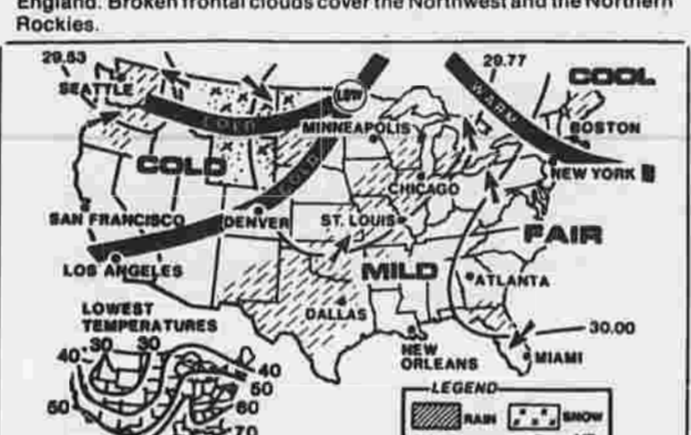 England. Broken frontal clouds cover the Northwest and the Northern
Rockies.
29.53
29.77
COOL
SEATTLE
LOW
WARM
COLD
MINNEAPOLIS
BOSTON
COLD
COLD
NEW YORK
CHICAGO
SAN FRANCISCO
DENVER
ST. LOUIS
FAIR
LOS ANGELES
MILD
ATLANTA
LOWEST
TEMPERATURES
DALLAS
30.00
30
30
40
NEW
ORLEANS
MIAMI
40
50
LEGEND
50
60
RAIN
SNOW
70